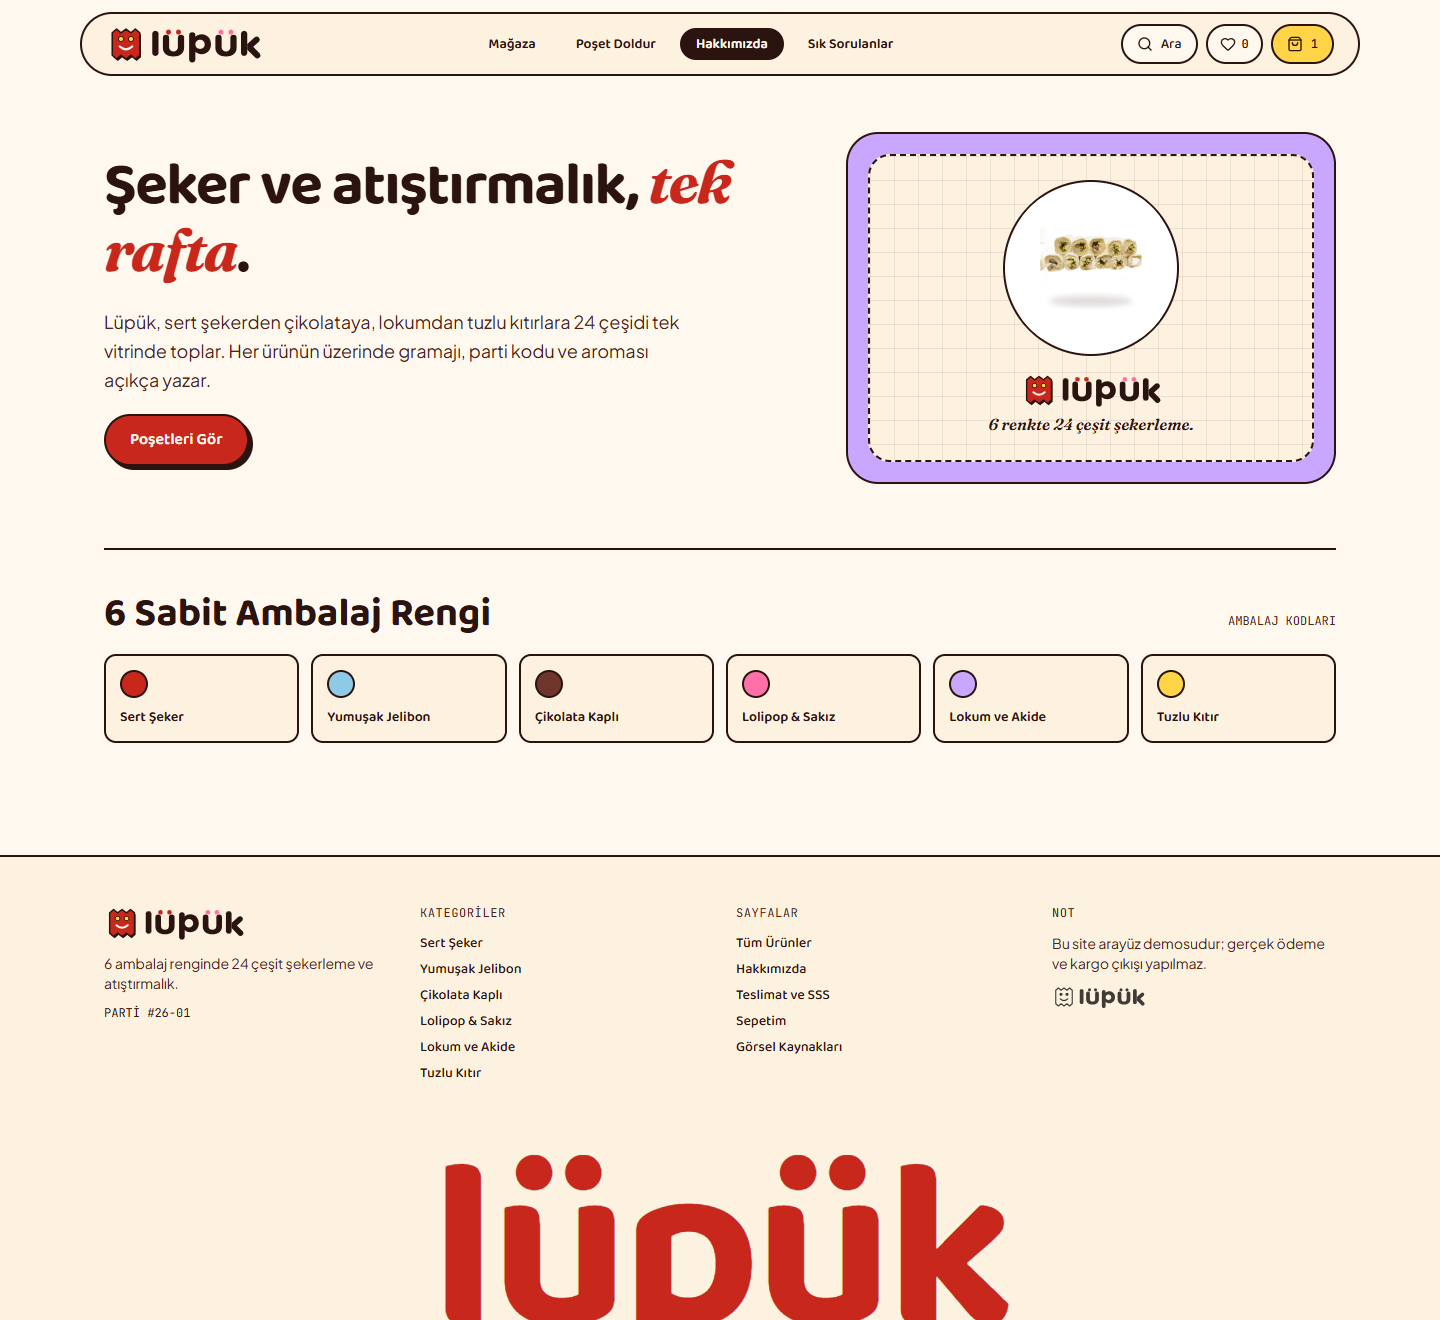 lüpük
Mağaza
Poşet Doldur
Hakkımızda
Sık Sorulanlar
Ara
0
1
Şeker ve atıştırmalık, tek
rafta.
Lüpük, sert şekerden çikolataya, lokumdan tuzlu kıtırlara 24 çeşidi tek
vitrinde toplar. Her ürünün üzerinde gramajı, parti kodu ve aroması
açıkça yazar.
Poşetleri Gör
lüpük
6 renkte 24 çeşit şekerleme.
6 Sabit Ambalaj Rengi
AMBALAJ KODLARI
Sert Şeker
Yumuşak Jelibon
Çikolata Kaplı
Lolipop & Sakız
Lokum ve Akide
Tuzlu Kıtır
lüpük
6 ambalaj renginde 24 çeşit şekerleme ve
atıştırmalık.
PARTİ #26-01
KATEGORİLER
Sert Şeker
Yumuşak Jelibon
Çikolata Kaplı
Lolipop & Sakız
Lokum ve Akide
Tuzlu Kıtır
SAYFALAR
Tüm Ürünler
Hakkımızda
Teslimat ve SSS
Sepetim
Görsel Kaynakları
NOT
Bu site arayüz demosudur; gerçek ödeme
ve kargo çıkışı yapılmaz.
lüpük
lüpük